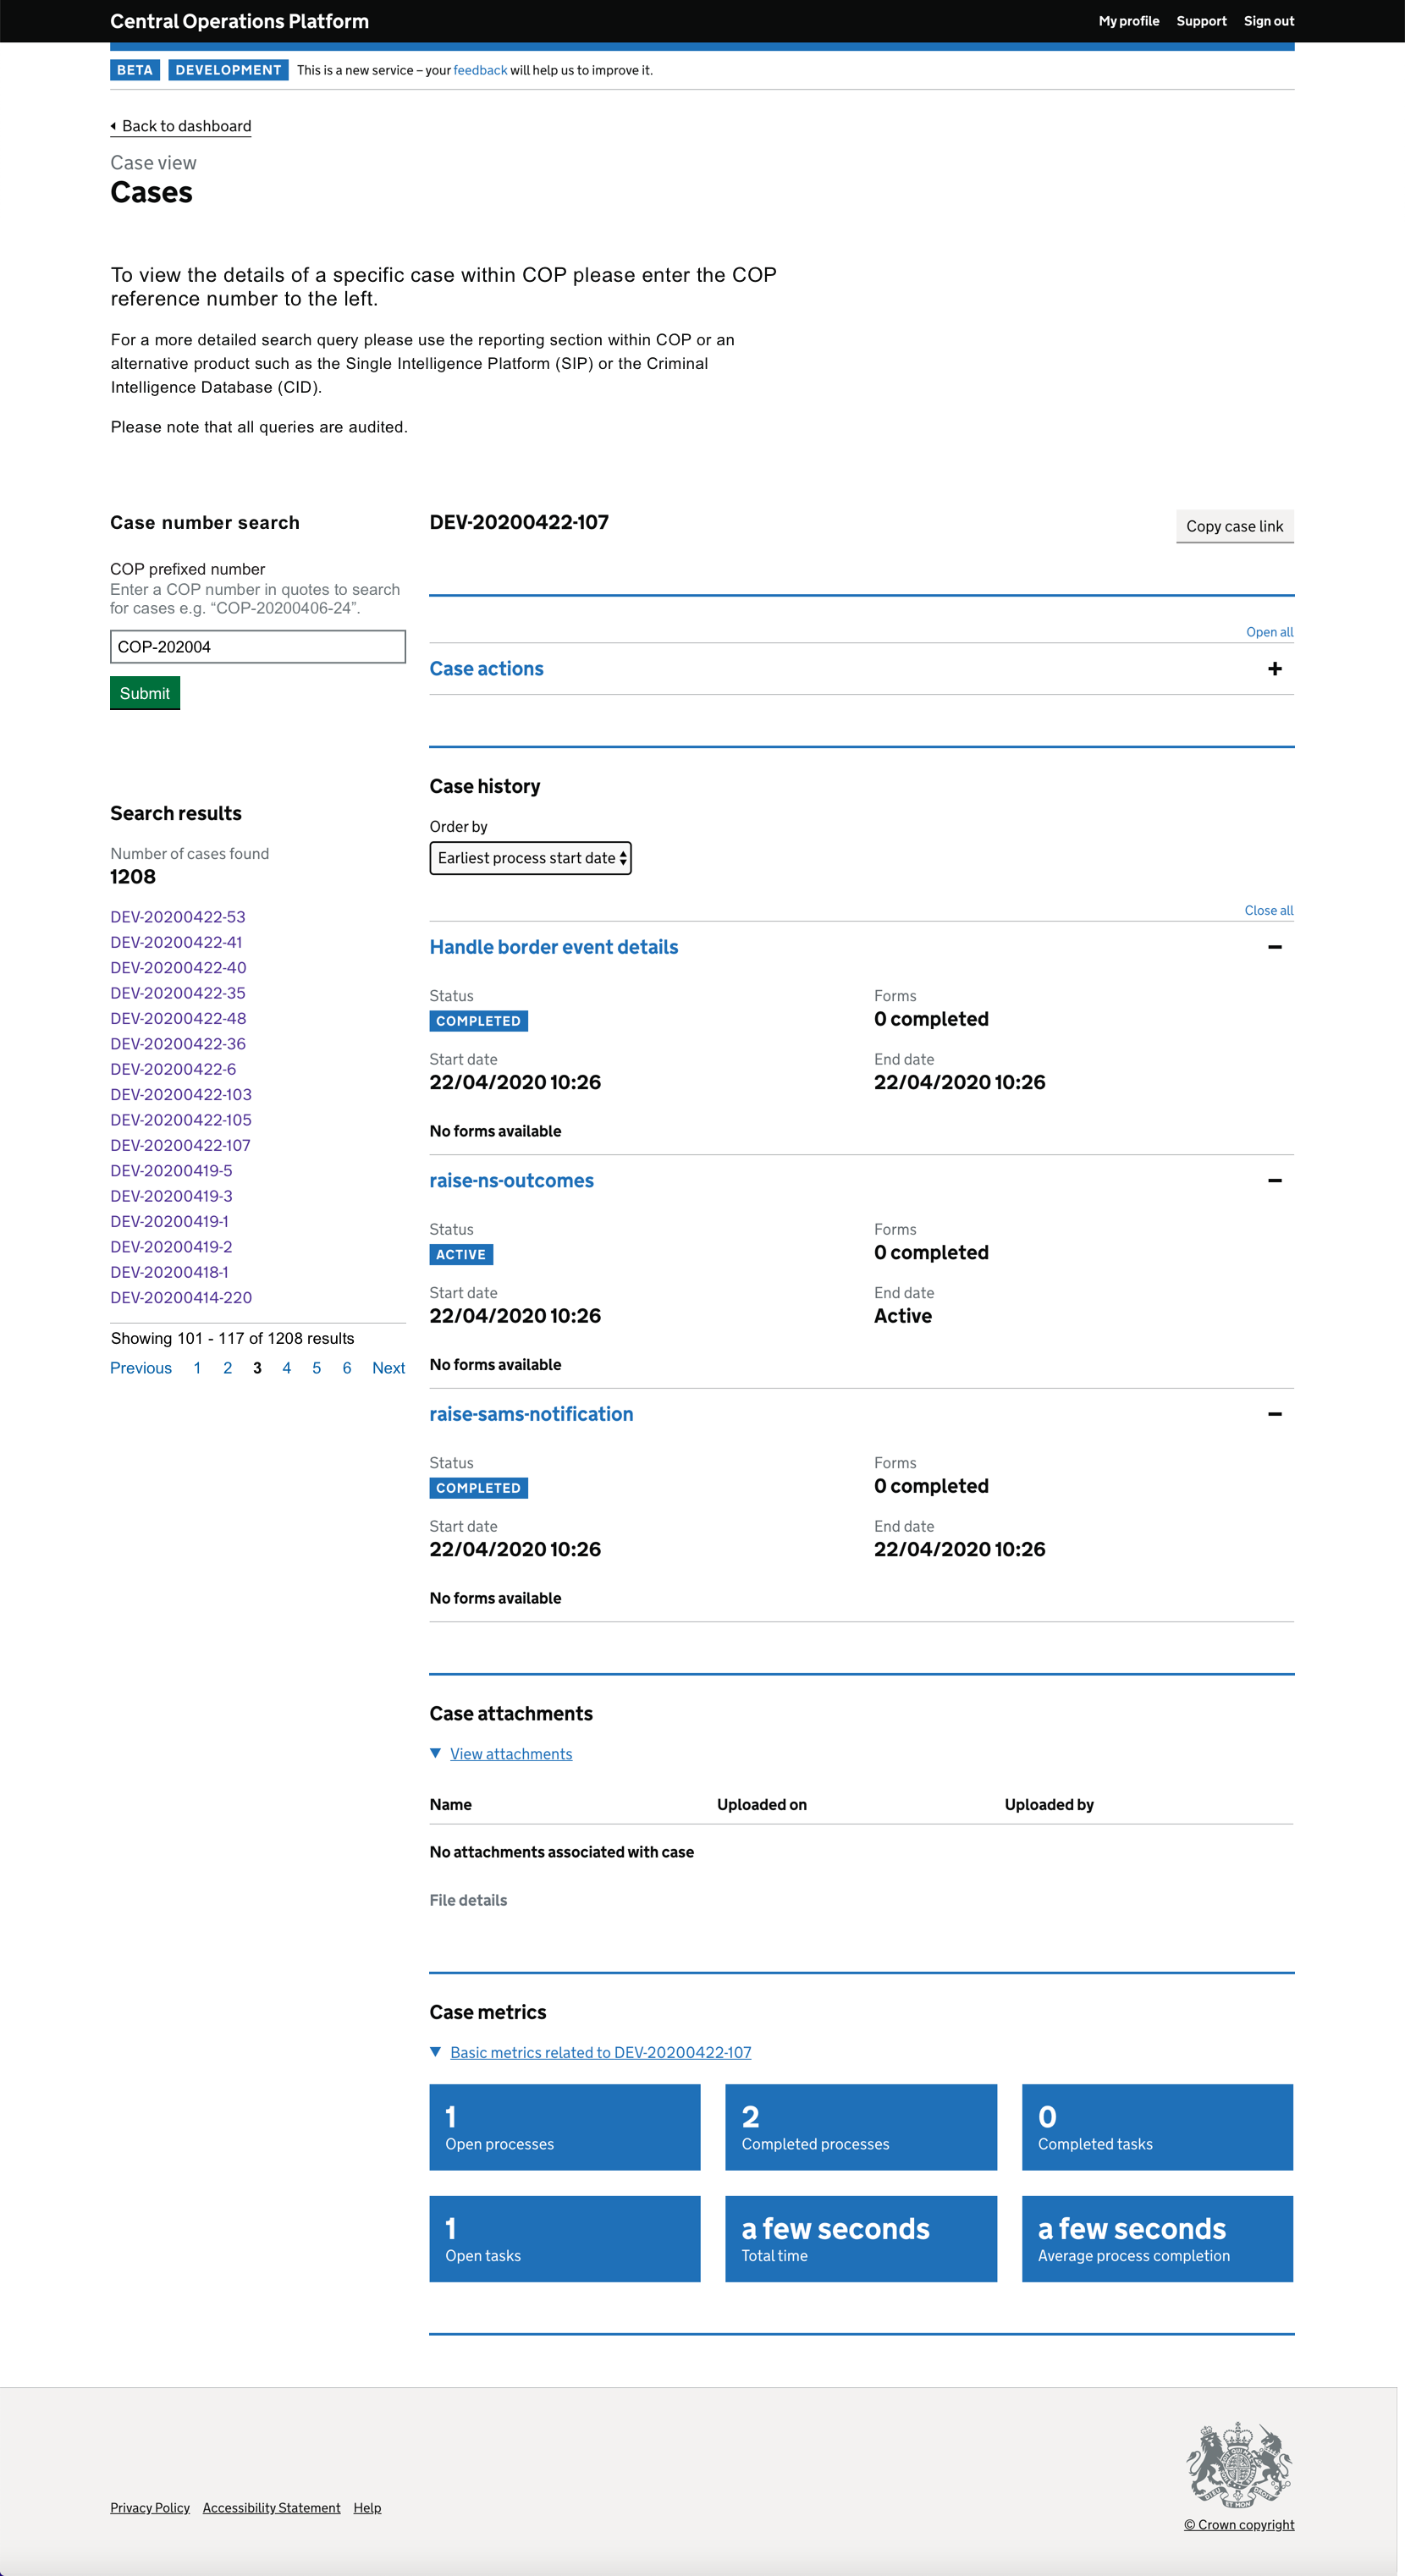 Central Operations Platform
My profile Support Sign out
BETA DEVELOPMENT This is a new service – your feedback will help us to improve it.
Back to dashboard
Case view
Cases
To view the details of a specific case within COP please enter the COP
reference number to the left.
For a more detailed search query please use the reporting section within COP or an
alternative product such as the Single Intelligence Platform (SIP) or the Criminal
Intelligence Database (CID).
Please note that all queries are audited.
Case number search
COP prefixed number
Enter a COP number in quotes to search
for cases e.g. “COP-20200406-24”.
COP-202004
Submit
Search results
Number of cases found
1208
DEV-20200422-53
DEV-20200422-41
DEV-20200422-40
DEV-20200422-35
DEV-20200422-48
DEV-20200422-36
DEV-20200422-6
DEV-20200422-103
DEV-20200422-105
DEV-20200422-107
DEV-20200419-5
DEV-20200419-3
DEV-20200419-1
DEV-20200419-2
DEV-20200418-1
DEV-20200414-220
Showing 101 - 117 of 1208 results
Previous 1 2 3 4 5 6 Next
DEV-20200422-107
Copy case link
Open all
Case actions
Case history
Order by
Earliest process start date
Close all
Handle border event details
Status Forms
COMPLETED 0 completed
Start date End date
22/04/2020 10:26 22/04/2020 10:26
No forms available
raise-ns-outcomes
Status Forms
ACTIVE 0 completed
Start date End date
22/04/2020 10:26 Active
No forms available
raise-sams-notification
Status Forms
COMPLETED 0 completed
Start date End date
22/04/2020 10:26 22/04/2020 10:26
No forms available
Case attachments
View attachments
Name Uploaded on Uploaded by
No attachments associated with case
File details
Case metrics
Basic metrics related to DEV-20200422-107
1 2 0
Open processes Completed processes Completed tasks
1 a few seconds a few seconds
Open tasks Total time Average process completion
Privacy Policy Accessibility Statement Help
© Crown copyright